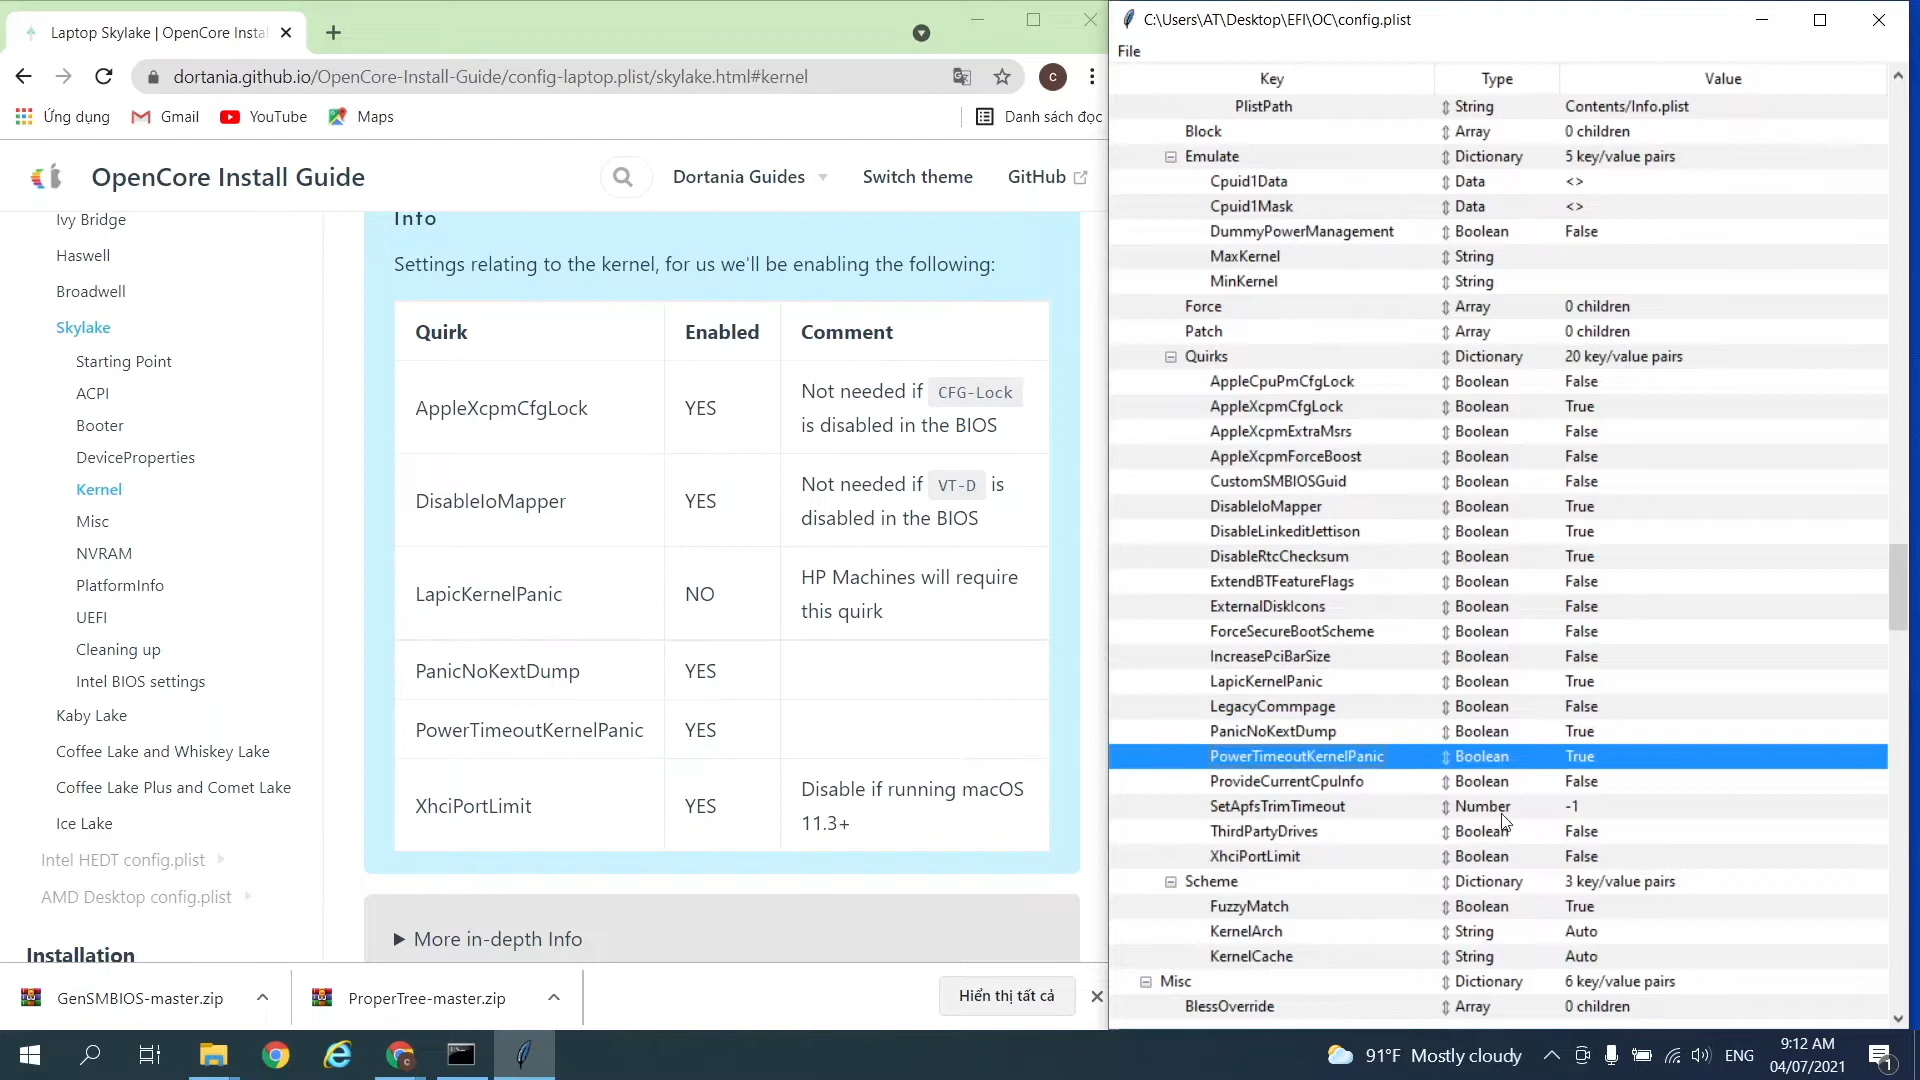 Laptop Skylake | OpenCore Instal
dortania.github.io/OpenCore-Install-Guide/config-laptop.plist/skylake.html#kernel
c
Ứng dụng
Gmail
YouTube
Maps
Danh sách đọc
OpenCore Install Guide
Dortania Guides
Switch theme
GitHub
Ivy Bridge
Haswell
Broadwell
Skylake
Starting Point
ACPI
Booter
DeviceProperties
Kernel
Misc
NVRAM
PlatformInfo
UEFI
Cleaning up
Intel BIOS settings
Kaby Lake
Coffee Lake and Whiskey Lake
Coffee Lake Plus and Comet Lake
Ice Lake
Intel HEDT config.plist
AMD Desktop config.plist
Installation
Info
Settings relating to the kernel, for us we'll be enabling the following:
Quirk Enabled Comment
AppleXcpmCfgLock YES Not needed if CFG-Lock
is disabled in the BIOS
DisableIoMapper YES Not needed if VT-D is
disabled in the BIOS
LapicKernelPanic NO HP Machines will require
this quirk
PanicNoKextDump YES
PowerTimeoutKernelPanic YES
XhciPortLimit YES Disable if running macOS
11.3+
More in-depth Info
GenSMBIOS-master.zip
ProperTree-master.zip
Hiển thị tất cả
C:\Users\AT\Desktop\EFI\OC\config.plist
File
Key Type Value
PlistPath String Contents/Info.plist
Block Array 0 children
Emulate Dictionary 5 key/value pairs
Cpuid1Data Data <>
Cpuid1Mask Data <>
DummyPowerManagement Boolean False
MaxKernel String
MinKernel String
Force Array 0 children
Patch Array 0 children
Quirks Dictionary 20 key/value pairs
AppleCpuPmCfgLock Boolean False
AppleXcpmCfgLock Boolean True
AppleXcpmExtraMsrs Boolean False
AppleXcpmForceBoost Boolean False
CustomSMBIOSGuid Boolean False
DisableIoMapper Boolean True
DisableLinkeditJettison Boolean True
DisableRtcChecksum Boolean True
ExtendBTFeatureFlags Boolean False
ExternalDiskIcons Boolean False
ForceSecureBootScheme Boolean False
IncreasePciBarSize Boolean False
LapicKernelPanic Boolean True
LegacyCommpage Boolean False
PanicNoKextDump Boolean True
PowerTimeoutKernelPanic Boolean True
ProvideCurrentCpuInfo Boolean False
SetApfsTrimTimeout Number -1
ThirdPartyDrives Boolean False
XhciPortLimit Boolean False
Scheme Dictionary 3 key/value pairs
FuzzyMatch Boolean True
KernelArch String Auto
KernelCache String Auto
Misc Dictionary 6 key/value pairs
BlessOverride Array 0 children
91°F Mostly cloudy
ENG
9:12 AM
04/07/2021
1